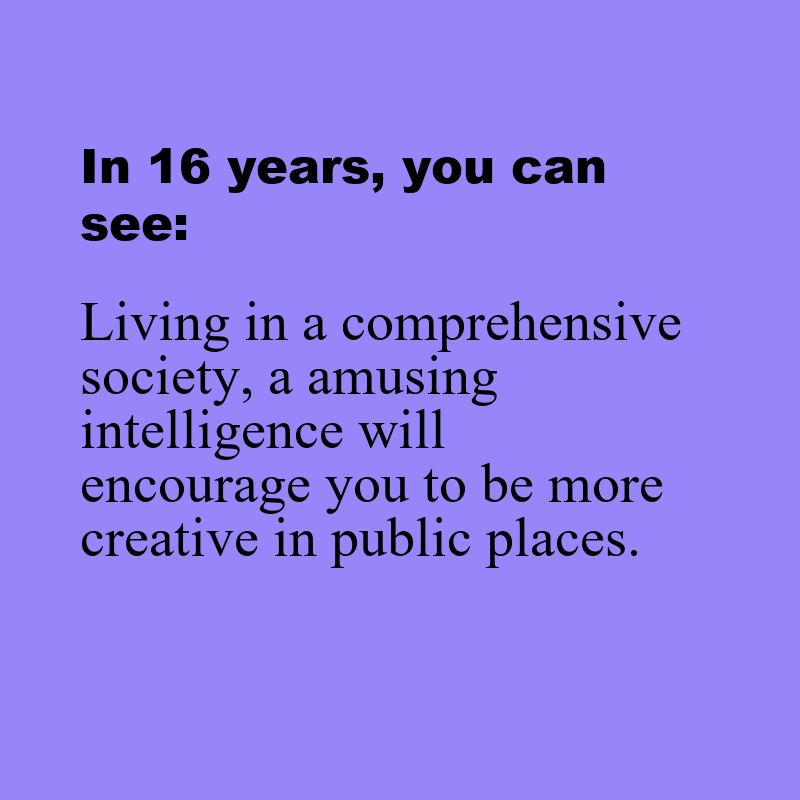 In 16 years, you can
see:
Living in a comprehensive
society, a amusing
intelligence will
encourage you to be more
creative in public places.